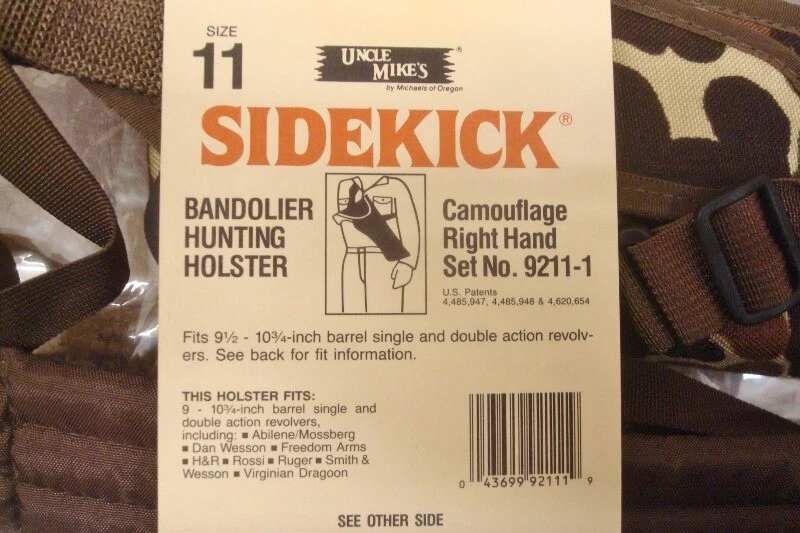 SIZE
11
UNCLE
MIKE'S®
by Michaels of Oregon
SIDEKICK®
BANDOLIER
HUNTING
HOLSTER
Camouflage
Right Hand
Set No. 9211-1
U.S. Patents
4,485,947, 4,485,948 & 4,620,654
Fits 9½ - 10¾-inch barrel single and double action revolv-
ers. See back for fit information.
THIS HOLSTER FITS:
9 - 10¾-inch barrel single and
double action revolvers,
including: ■ Abilene/Mossberg
■ Dan Wesson ■ Freedom Arms
■ H&R ■ Rossi ■ Ruger ■ Smith &
Wesson ■ Virginian Dragoon
0 43699 92111 9
SEE OTHER SIDE